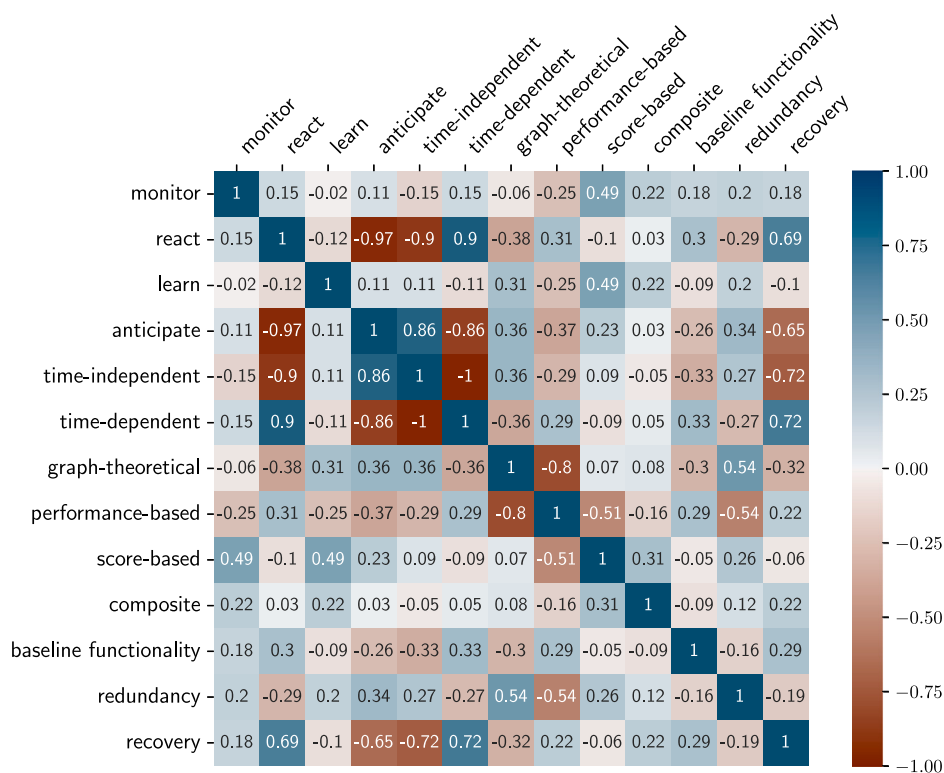 monitor
react
learn
anticipate
time-independent
time-dependent
graph-theoretical
performance-based
score-based
composite
baseline functionality
redundancy
recovery
monitor 1 0.15 -0.02 0.11 -0.15 0.15 -0.06 -0.25 0.49 0.22 0.18 0.2 0.18
react 0.15 1 -0.12 -0.97 -0.9 0.9 -0.38 0.31 -0.1 0.03 0.3 -0.29 0.69
learn -0.02 -0.12 1 0.11 0.11 -0.11 0.31 -0.25 0.49 0.22 -0.09 0.2 -0.1
anticipate 0.11 -0.97 0.11 1 0.86 -0.86 0.36 -0.37 0.23 0.03 -0.26 0.34 -0.65
time-independent -0.15 -0.9 0.11 0.86 1 -1 0.36 -0.29 0.09 -0.05 -0.33 0.27 -0.72
time-dependent 0.15 0.9 -0.11 -0.86 -1 1 -0.36 0.29 -0.09 0.05 0.33 -0.27 0.72
graph-theoretical -0.06 -0.38 0.31 0.36 0.36 -0.36 1 -0.8 0.07 0.08 -0.3 0.54 -0.32
performance-based -0.25 0.31 -0.25 -0.37 -0.29 0.29 -0.8 1 -0.51 -0.16 0.29 -0.54 0.22
score-based 0.49 -0.1 0.49 0.23 0.09 -0.09 0.07 -0.51 1 0.31 -0.05 0.26 -0.06
composite 0.22 0.03 0.22 0.03 -0.05 0.05 0.08 -0.16 0.31 1 -0.09 0.12 0.22
baseline functionality 0.18 0.3 -0.09 -0.26 -0.33 0.33 -0.3 0.29 -0.05 -0.09 1 -0.16 0.29
redundancy 0.2 -0.29 0.2 0.34 0.27 -0.27 0.54 -0.54 0.26 0.12 -0.16 1 -0.19
recovery 0.18 0.69 -0.1 -0.65 -0.72 0.72 -0.32 0.22 -0.06 0.22 0.29 -0.19 1
1.00
0.75
0.50
0.25
0.00
−0.25
−0.50
−0.75
−1.00